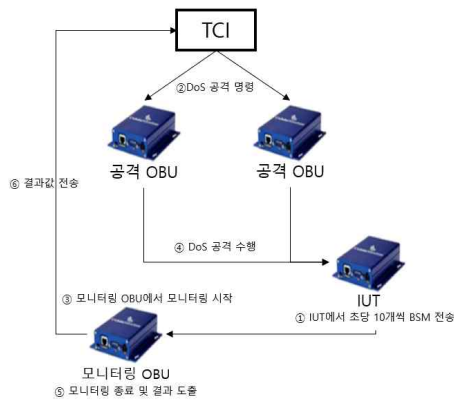 TCI
②DoS 공격 명령
공격 OBU
공격 OBU
⑥ 결과값 전송
④ DoS 공격 수행
③ 모니터링 OBU에서 모니터링 시작
IUT
① IUT에서 초당 10개씩 BSM 전송
모니터링 OBU
⑤ 모니터링 종료 및 결과 도출